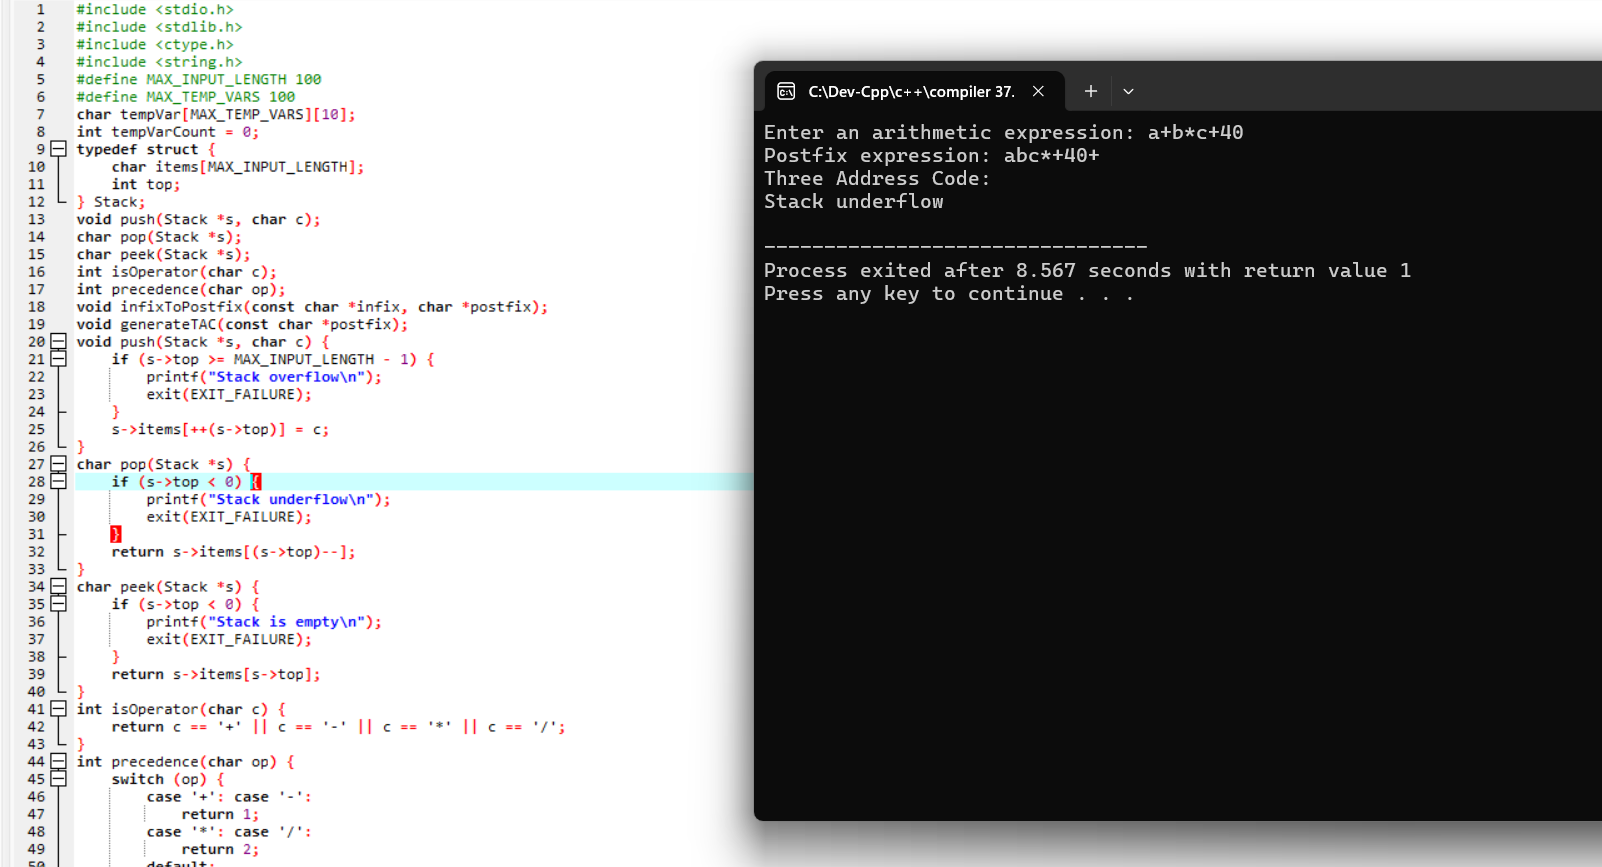 1 #include <stdio.h>
2 #include <stdlib.h>
3 #include <ctype.h>
4 #include <string.h>
5 #define MAX_INPUT_LENGTH 100
6 #define MAX_TEMP_VARS 100
7 char tempVar[MAX_TEMP_VARS][10];
8 int tempVarCount = 0;
9 typedef struct {
10 char items[MAX_INPUT_LENGTH];
11 int top;
12 } Stack;
13 void push(Stack *s, char c);
14 char pop(Stack *s);
15 char peek(Stack *s);
16 int isOperator(char c);
17 int precedence(char op);
18 void infixToPostfix(const char *infix, char *postfix);
19 void generateTAC(const char *postfix);
20 void push(Stack *s, char c) {
21 if (s->top >= MAX_INPUT_LENGTH - 1) {
22 printf("Stack overflow\n");
23 exit(EXIT_FAILURE);
24 }
25 s->items[++(s->top)] = c;
26 }
27 char pop(Stack *s) {
28 if (s->top < 0) {
29 printf("Stack underflow\n");
30 exit(EXIT_FAILURE);
31 }
32 return s->items[(s->top)--];
33 }
34 char peek(Stack *s) {
35 if (s->top < 0) {
36 printf("Stack is empty\n");
37 exit(EXIT_FAILURE);
38 }
39 return s->items[s->top];
40 }
41 int isOperator(char c) {
42 return c == '+' || c == '-' || c == '*' || c == '/';
43 }
44 int precedence(char op) {
45 switch (op) {
46 case '+': case '-':
47 return 1;
48 case '*': case '/':
49 return 2;
50 default:
C:\Dev-Cpp\c++\compiler 37.
Enter an arithmetic expression: a+b*c+40
Postfix expression: abc*+40+
Three Address Code:
Stack underflow
--------------------------------
Process exited after 8.567 seconds with return value 1
Press any key to continue . . .